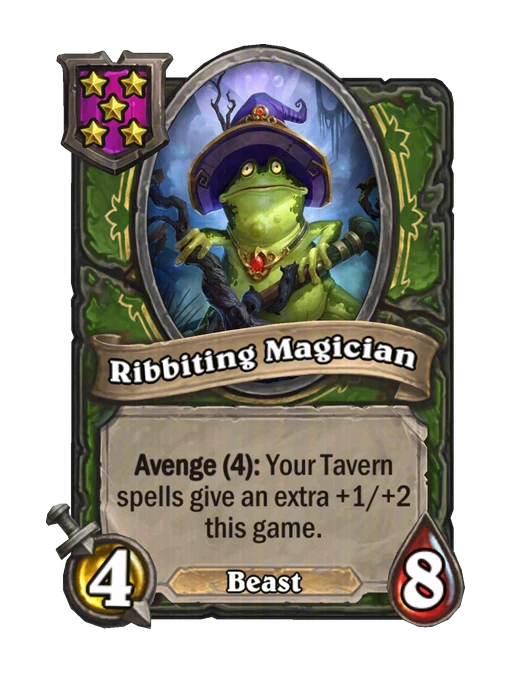 Ribbiting Magician
Avenge (4): Your Tavern
spells give an extra +1/+2
this game.
4
Beast
8